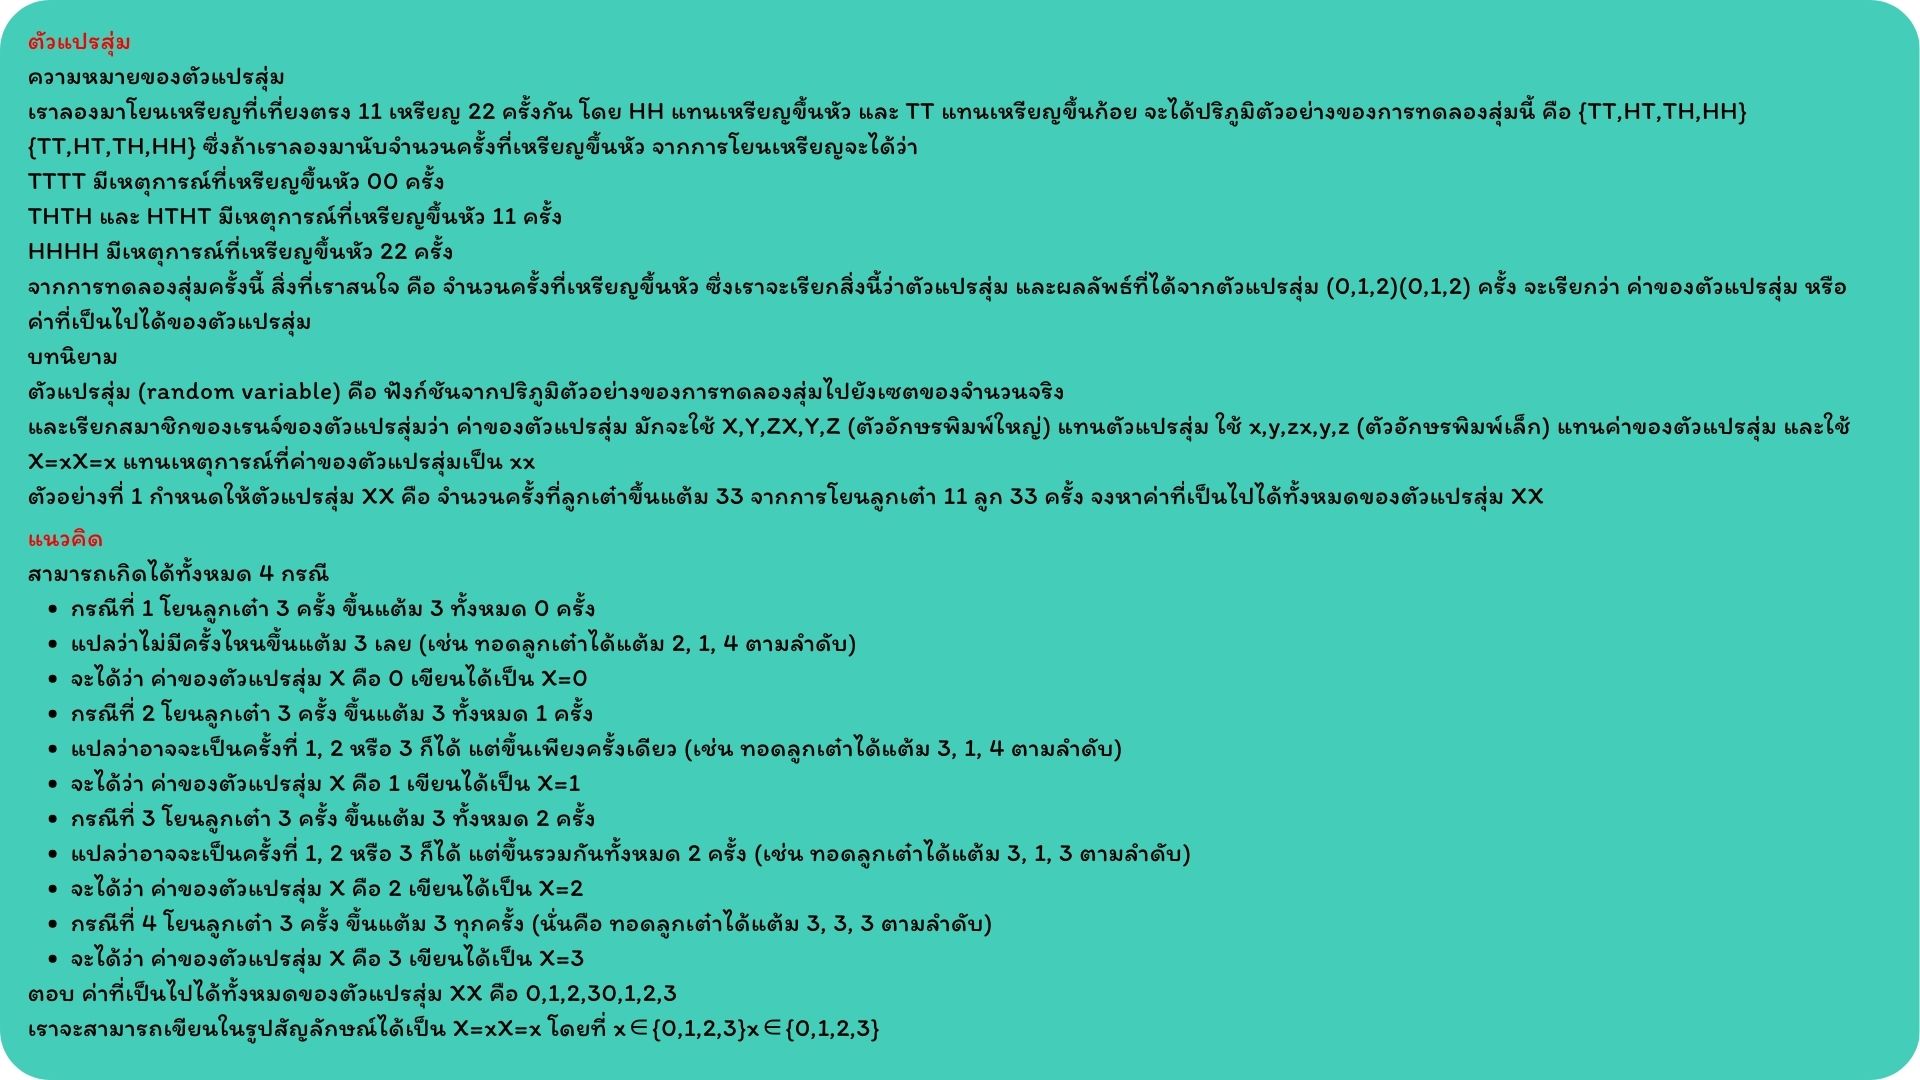 ตัวแปรสุ่ม
ความหมายของตัวแปรสุ่ม
เราลองมาโยนเหรียญที่เที่ยงตรง 11 เหรียญ 22 ครั้งกัน โดย HH แทนเหรียญขึ้นหัว และ TT แทนเหรียญขึ้นก้อย จะได้ปริภูมิตัวอย่างของการทดลองสุ่มนี้ คือ {TT,HT,TH,HH}
{TT,HT,TH,HH} ซึ่งถ้าเราลองมานับจำนวนครั้งที่เหรียญขึ้นหัว จากการโยนเหรียญจะได้ว่า
TTTT มีเหตุการณ์ที่เหรียญขึ้นหัว 00 ครั้ง
THTH และ HTHT มีเหตุการณ์ที่เหรียญขึ้นหัว 11 ครั้ง
HHHH มีเหตุการณ์ที่เหรียญขึ้นหัว 22 ครั้ง
จากการทดลองสุ่มครั้งนี้ สิ่งที่เราสนใจ คือ จำนวนครั้งที่เหรียญขึ้นหัว ซึ่งเราจะเรียกสิ่งนี้ว่าตัวแปรสุ่ม และผลลัพธ์ที่ได้จากตัวแปรสุ่ม (0,1,2)(0,1,2) ครั้ง จะเรียกว่า ค่าของตัวแปรสุ่ม หรือ
ค่าที่เป็นไปได้ของตัวแปรสุ่ม
บทนิยาม
ตัวแปรสุ่ม (random variable) คือ ฟังก์ชันจากปริภูมิตัวอย่างของการทดลองสุ่มไปยังเซตของจำนวนจริง
และเรียกสมาชิกของเรนจ์ของตัวแปรสุ่มว่า ค่าของตัวแปรสุ่ม มักจะใช้ X,Y,ZX,Y,Z (ตัวอักษรพิมพ์ใหญ่) แทนตัวแปรสุ่ม ใช้ x,y,zx,y,z (ตัวอักษรพิมพ์เล็ก) แทนค่าของตัวแปรสุ่ม และใช้
X=xX=x แทนเหตุการณ์ที่ค่าของตัวแปรสุ่มเป็น xx
ตัวอย่างที่ 1 กำหนดให้ตัวแปรสุ่ม XX คือ จำนวนครั้งที่ลูกเต๋าขึ้นแต้ม 33 จากการโยนลูกเต๋า 11 ลูก 33 ครั้ง จงหาค่าที่เป็นไปได้ทั้งหมดของตัวแปรสุ่ม XX
แนวคิด
สามารถเกิดได้ทั้งหมด 4 กรณี
• กรณีที่ 1 โยนลูกเต๋า 3 ครั้ง ขึ้นแต้ม 3 ทั้งหมด 0 ครั้ง
• แปลว่าไม่มีครั้งไหนขึ้นแต้ม 3 เลย (เช่น ทอดลูกเต๋าได้แต้ม 2, 1, 4 ตามลำดับ)
• จะได้ว่า ค่าของตัวแปรสุ่ม X คือ 0 เขียนได้เป็น X=0
• กรณีที่ 2 โยนลูกเต๋า 3 ครั้ง ขึ้นแต้ม 3 ทั้งหมด 1 ครั้ง
• แปลว่าอาจจะเป็นครั้งที่ 1, 2 หรือ 3 ก็ได้ แต่ขึ้นเพียงครั้งเดียว (เช่น ทอดลูกเต๋าได้แต้ม 3, 1, 4 ตามลำดับ)
• จะได้ว่า ค่าของตัวแปรสุ่ม X คือ 1 เขียนได้เป็น X=1
• กรณีที่ 3 โยนลูกเต๋า 3 ครั้ง ขึ้นแต้ม 3 ทั้งหมด 2 ครั้ง
• แปลว่าอาจจะเป็นครั้งที่ 1, 2 หรือ 3 ก็ได้ แต่ขึ้นรวมกันทั้งหมด 2 ครั้ง (เช่น ทอดลูกเต๋าได้แต้ม 3, 1, 3 ตามลำดับ)
• จะได้ว่า ค่าของตัวแปรสุ่ม X คือ 2 เขียนได้เป็น X=2
• กรณีที่ 4 โยนลูกเต๋า 3 ครั้ง ขึ้นแต้ม 3 ทุกครั้ง (นั่นคือ ทอดลูกเต๋าได้แต้ม 3, 3, 3 ตามลำดับ)
• จะได้ว่า ค่าของตัวแปรสุ่ม X คือ 3 เขียนได้เป็น X=3
ตอบ ค่าที่เป็นไปได้ทั้งหมดของตัวแปรสุ่ม XX คือ 0,1,2,30,1,2,3
เราจะสามารถเขียนในรูปสัญลักษณ์ได้เป็น X=xX=x โดยที่ x∈{0,1,2,3}x∈{0,1,2,3}